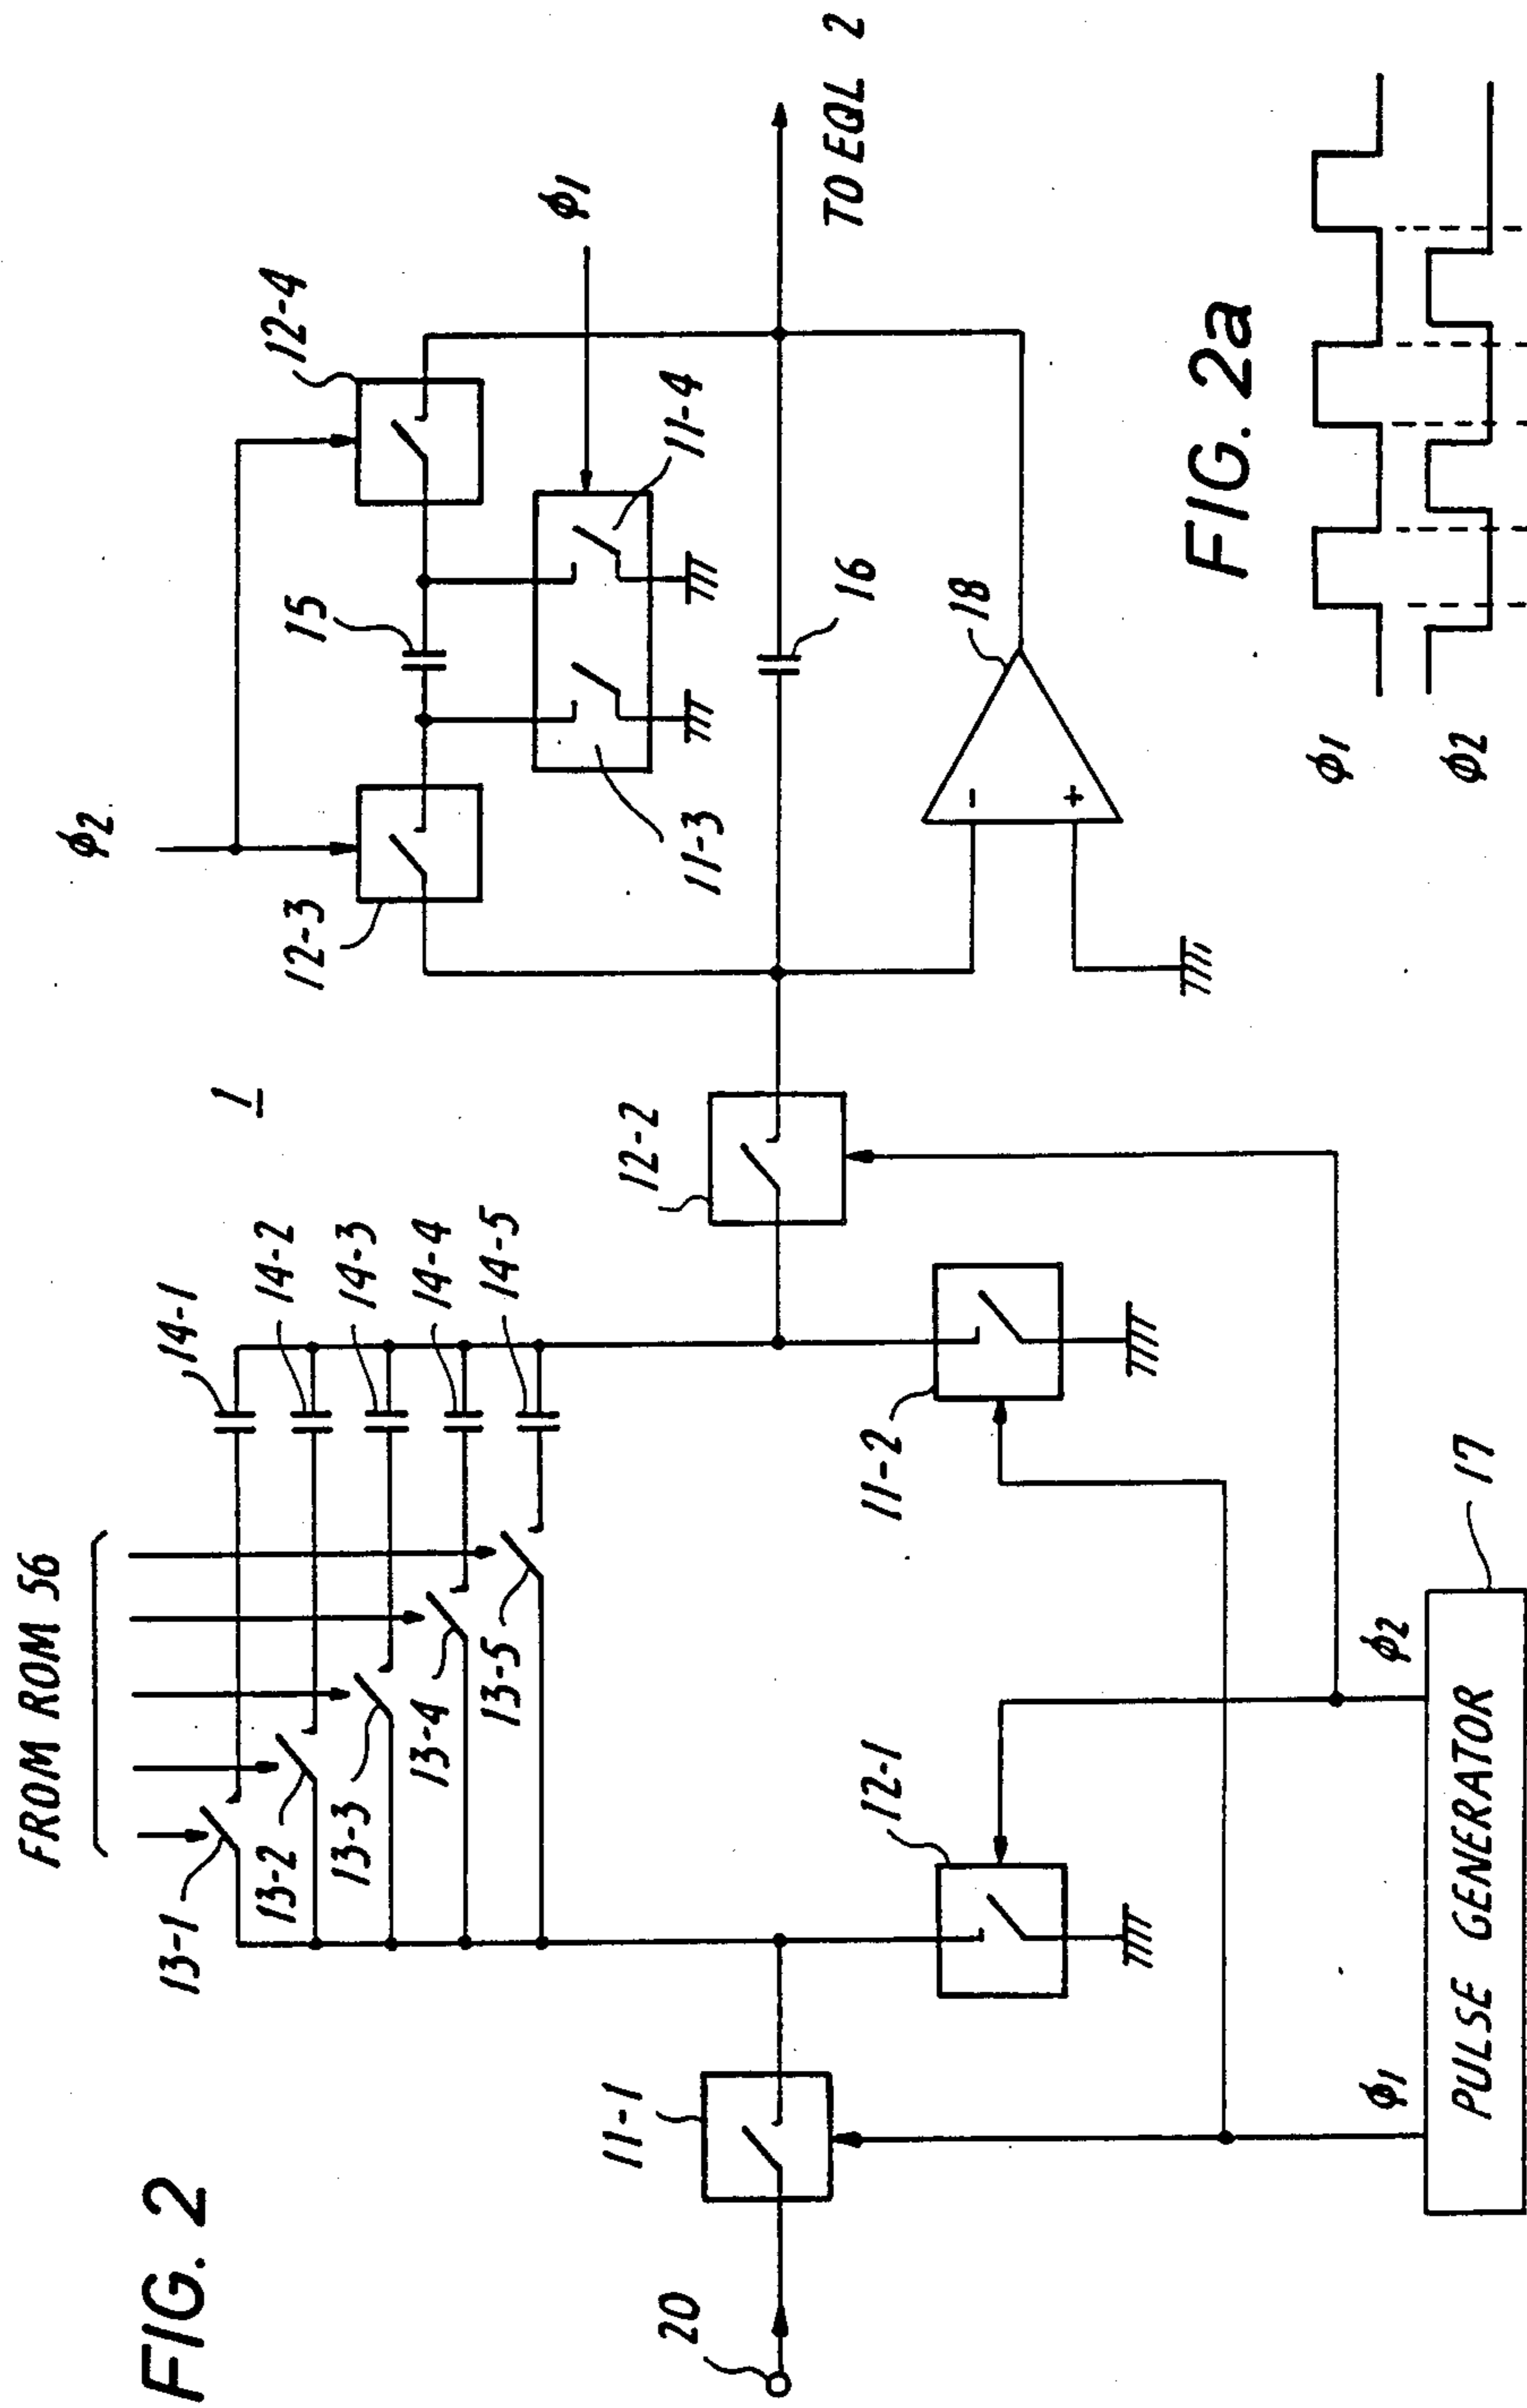 FIG. 2
FROM ROM 56
1
13-1
13-2
13-3
13-4
13-5
14-1
14-2
14-3
14-4
14-5
20
11-1
12-1
11-2
12-2
φ2
12-3
15
12-4
φ1
11-3
11-4
16
18
TO EQL 2
φ1
φ2
PULSE GENERATOR
17
FIG. 2a
φ1
φ2